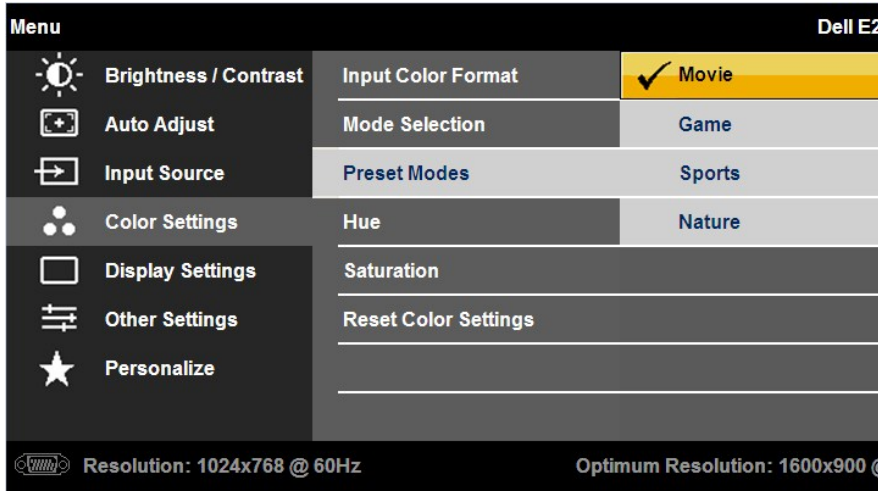 Menu
Dell E2
Brightness / Contrast
Auto Adjust
Input Source
Color Settings
Display Settings
Other Settings
Personalize
Input Color Format
Mode Selection
Preset Modes
Hue
Saturation
Reset Color Settings
Movie
Game
Sports
Nature
Resolution: 1024x768 @ 60Hz
Optimum Resolution: 1600x900 @